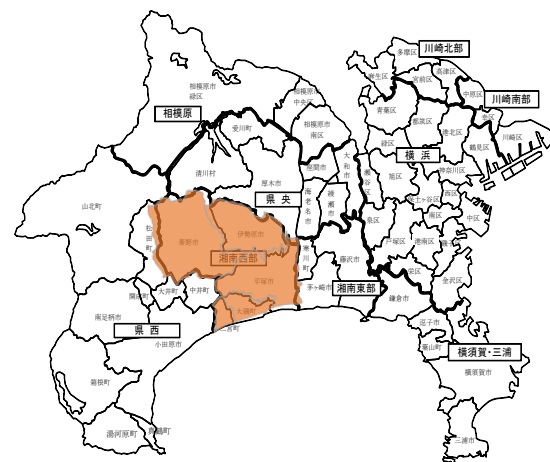 多摩区
川崎北部
麻生区
高津区
宮前区
川崎南部
中原区
幸区
川崎区
相模原市
緑区
相模原市
中央区
相模原市
南区
相模原
愛川町
青葉区
都筑区
港北区
鶴見区
緑区
横浜
神奈川区
座間市
大和市
瀬谷区
旭区
西区
保土ヶ谷区
清川村
厚木市
県央
海老名市
綾瀬市
泉区
南区
中区
山北町
松田町
秦野市
伊勢原市
戸塚区
港南区
磯子区
寒川町
藤沢市
栄区
金沢区
湘南西部
平塚市
茅ヶ崎市
湘南東部
鎌倉市
開成町
大井町
中井町
大磯町
二宮町
逗子市
南足柄市
県西
小田原市
葉山町
横須賀・三浦
横須賀市
箱根町
湯河原町
真鶴町
三浦市